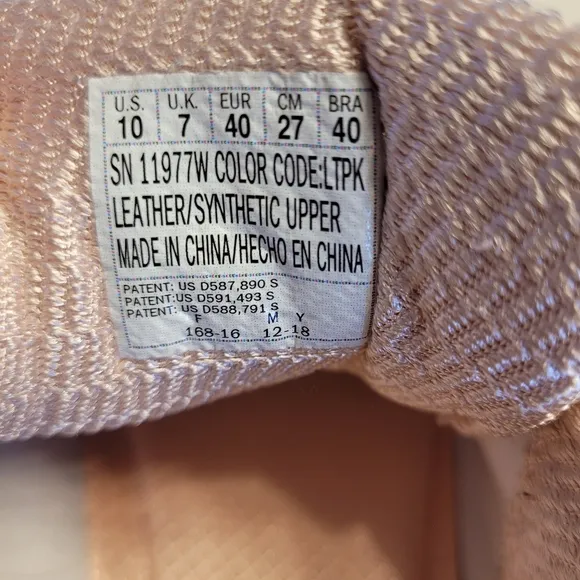 U.S. U.K. EUR CM BRA
10 7 40 27 40
SN 11977W COLOR CODE:LTPK
LEATHER/SYNTHETIC UPPER
MADE IN CHINA/HECHO EN CHINA
PATENT: US D587,890 S
PATENT:US D591,493 S
PATENT: US D588,791 S
F M Y
168-16 12-18